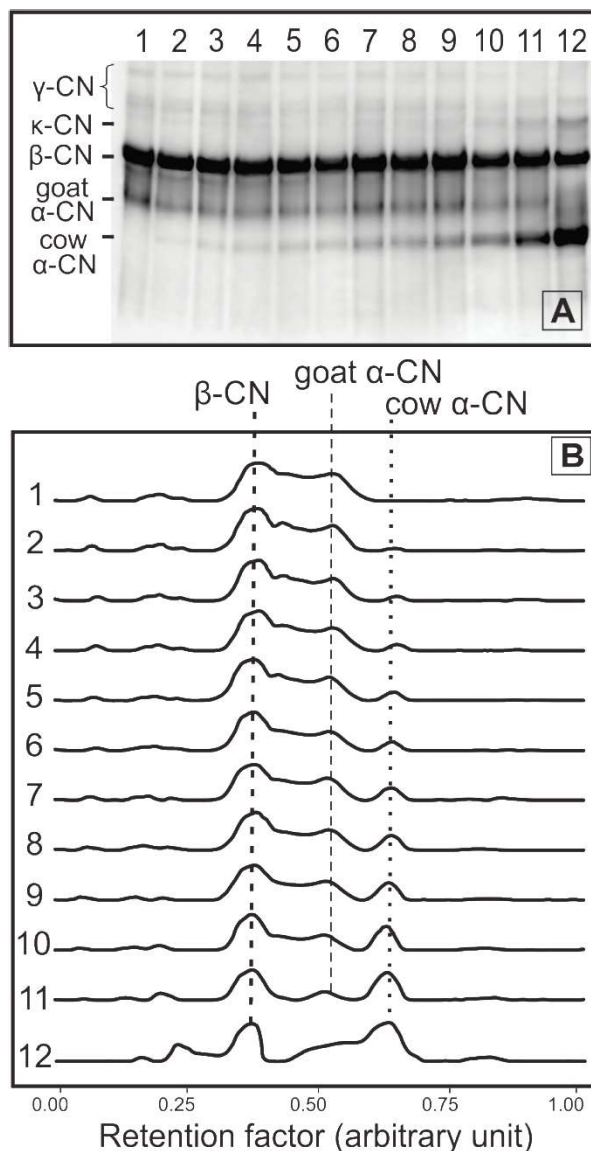 1 2 3 4 5 6 7 8 9 10 11 12
γ-CN
κ-CN
β-CN
goat
α-CN
cow
α-CN
A
goat α-CN
β-CN
cow α-CN
B
1
2
3
4
5
6
7
8
9
10
11
12
0.00 0.25 0.50 0.75 1.00
Retention factor (arbitrary unit)